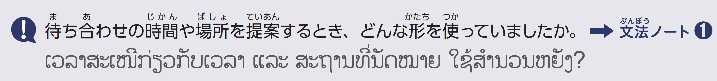 待ち合わせの時間や場所を提案するとき、どんな形を使っていましたか。 ➡ 文法ノート❶
ເວລາສະເໜີກ່ຽວກັບເວລາ ແລະ ສະຖານທີ່ນັດໝາຍ ໃຊ້ສຳນວນຫຍັງ?